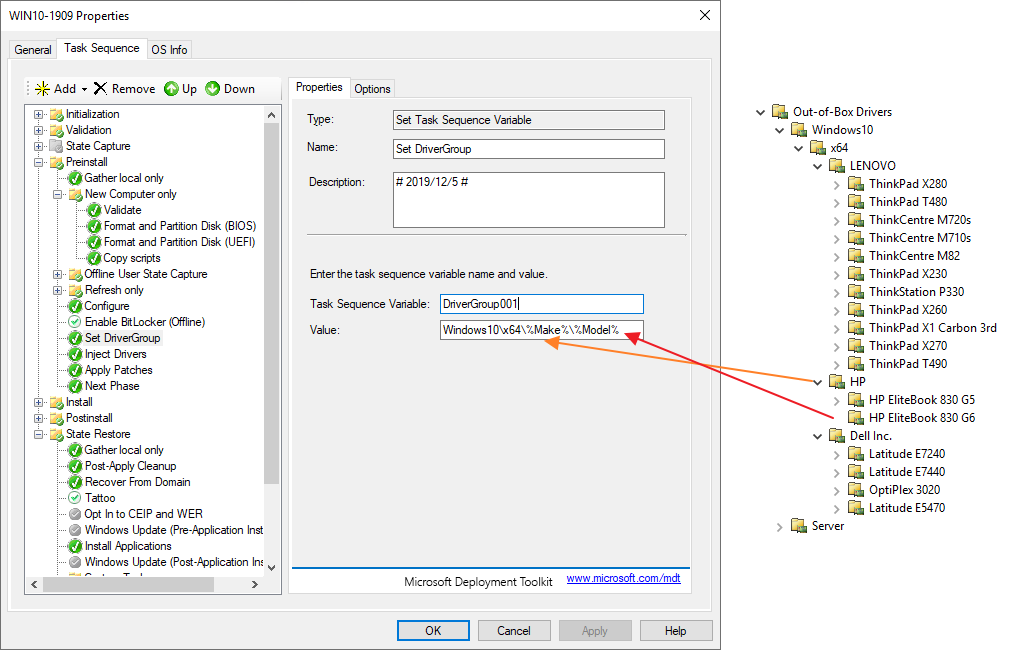 WIN10-1909 Properties
General
Task Sequence
OS Info
Add
Remove
Up
Down
Initialization
Validation
State Capture
Preinstall
Gather local only
New Computer only
Validate
Format and Partition Disk (BIOS)
Format and Partition Disk (UEFI)
Copy scripts
Offline User State Capture
Refresh only
Configure
Enable BitLocker (Offline)
Set DriverGroup
Inject Drivers
Apply Patches
Next Phase
Install
Postinstall
State Restore
Gather local only
Post-Apply Cleanup
Recover From Domain
Tattoo
Opt In to CEIP and WER
Windows Update (Pre-Application Inst
Install Applications
Windows Update (Post-Application Ins
Properties
Options
Type:
Set Task Sequence Variable
Name:
Set DriverGroup
Description:
# 2019/12/5 #
Enter the task sequence variable name and value.
Task Sequence Variable:
DriverGroup001
Value:
Windows10\x64\%Make%\%Model%
Microsoft Deployment Toolkit
www.microsoft.com/mdt
OK
Cancel
Apply
Help
Out-of-Box Drivers
Windows10
x64
LENOVO
ThinkPad X280
ThinkPad T480
ThinkCentre M720s
ThinkCentre M710s
ThinkCentre M82
ThinkPad X230
ThinkStation P330
ThinkPad X260
ThinkPad X1 Carbon 3rd
ThinkPad X270
ThinkPad T490
HP
HP EliteBook 830 G5
HP EliteBook 830 G6
Dell Inc.
Latitude E7240
Latitude E7440
OptiPlex 3020
Latitude E5470
Server